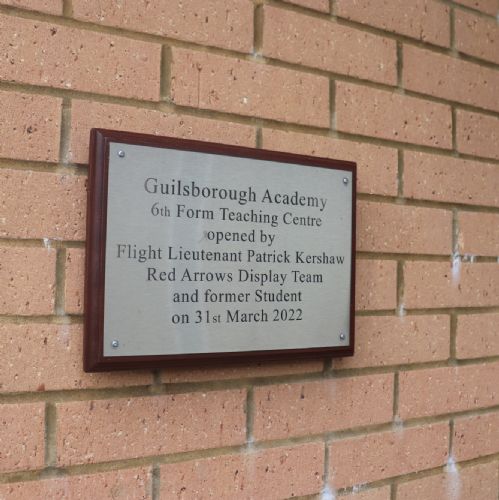 Guilsborough Academy
6th Form Teaching Centre
opened by
Flight Lieutenant Patrick Kershaw
Red Arrows Display Team
and former Student
on 31st March 2022